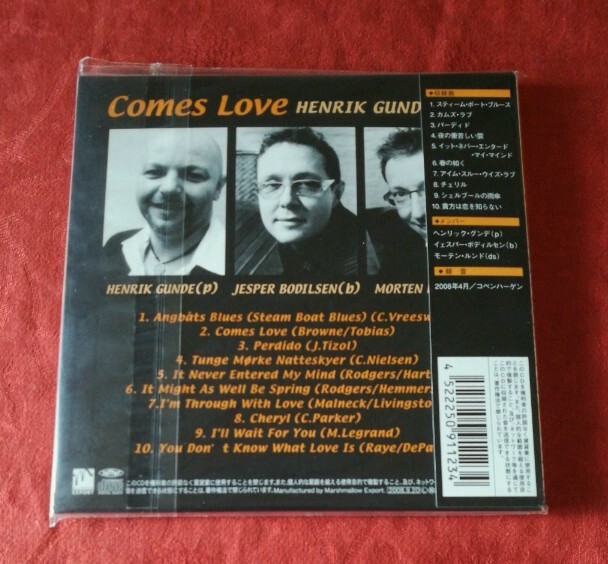 Comes Love HENRIK GUND
HENRIK GUNDE(p) JESPER BODILSEN(b) MORTEN
1. Angbåts Blues (Steam Boat Blues) (C.Vreesw
2. Comes Love (Browne/Tobias)
3. Perdido (J.Tizol)
4. Tunge Mørke Natteskyer (C.Nielsen)
5. It Never Entered My Mind (Rodgers/Hart
6. It Might As Well Be Spring (Rodgers/Hemmers
7.I'm Through With Love (Malneck/Livingsto
8. Cheryl (C.Parker)
9. I'll Wait For You (M.Legrand)
10. You Don't Know What Love Is (Raye/DePa
◆収録曲
1. スティーム・ボート・ブルース
2. カムズ・ラブ
3. パーディド
4. 夜の重苦しい雲
5. イット・ネバー・エンタード
・マイ・マインド
6. 春の如く
7. アイム・スルー・ウイズ・ラブ
8. チェリル
9. シェルブールの雨傘
10. 貴方は恋を知らない
◆メンバー
ヘンリック・グンデ(p)
イェスパー・ボディルセン(b)
モーテン・ルンド(ds)
◆録音
2008年4月/コペンハーゲン
4522250911234
Manufactured by Marshmallow Export.